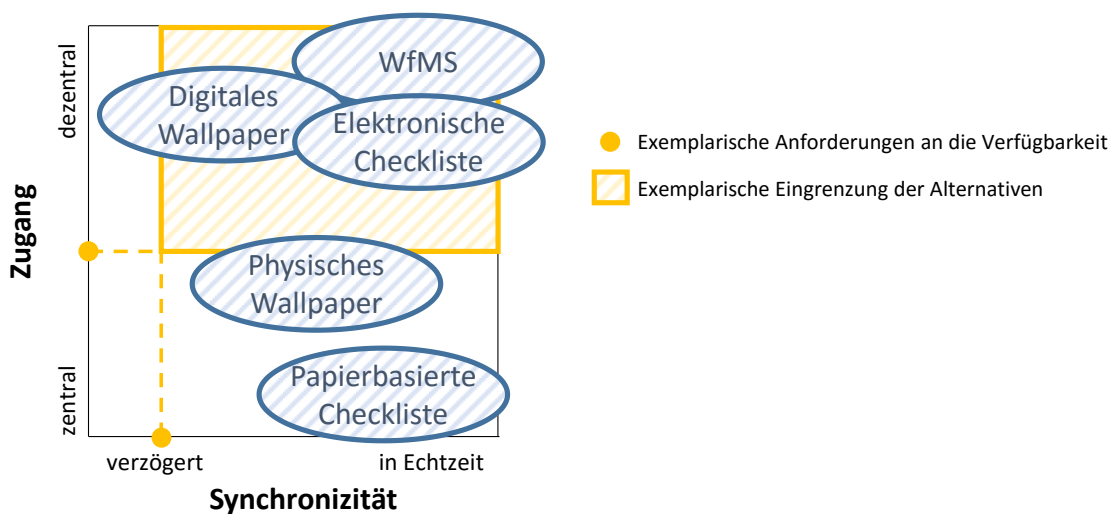 dezentral
WfMS
Digitales
Wallpaper
Elektronische
Checkliste
Exemplarische Anforderungen an die Verfügbarkeit
Exemplarische Eingrenzung der Alternativen
Zugang
Physisches
Wallpaper
zentral
Papierbasierte
Checkliste
verzögert
in Echtzeit
Synchronizität